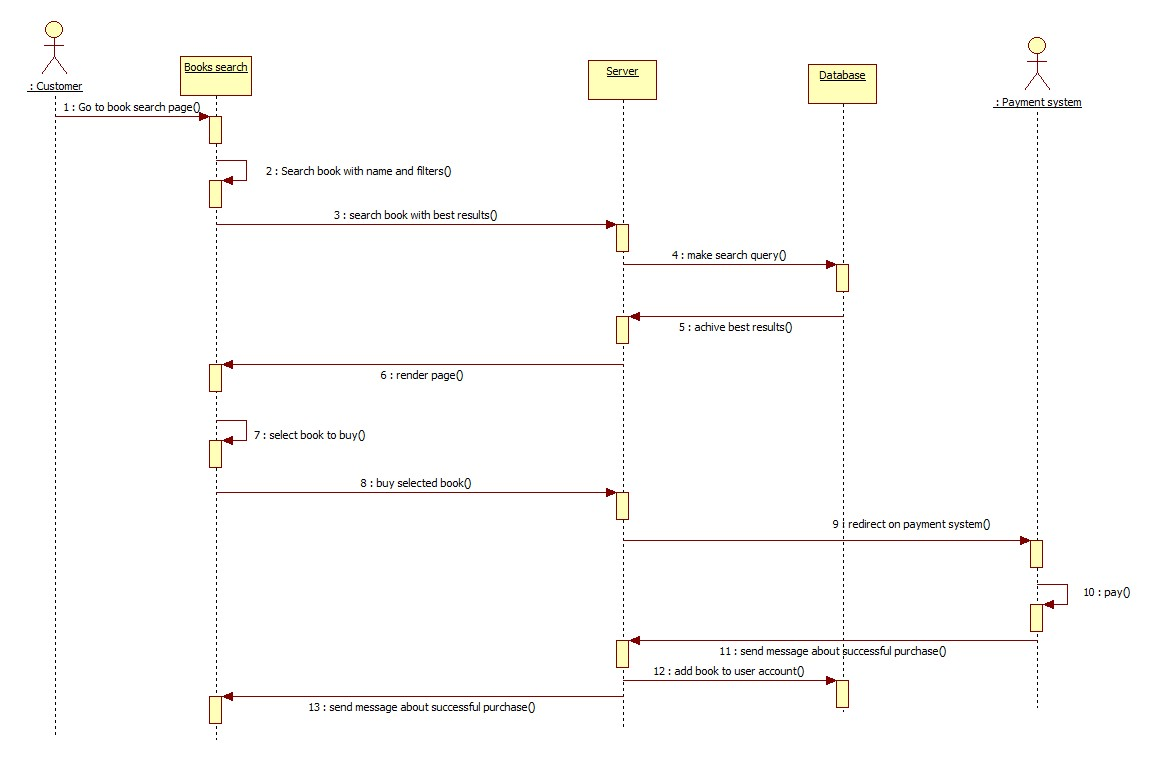 : Customer
Books search
Server
Database
: Payment system
1 : Go to book search page()
2 : Search book with name and filters()
3 : search book with best results()
4 : make search query()
5 : achive best results()
6 : render page()
7 : select book to buy()
8 : buy selected book()
9 : redirect on payment system()
10 : pay()
11 : send message about successful purchase()
12 : add book to user account()
13 : send message about successful purchase()